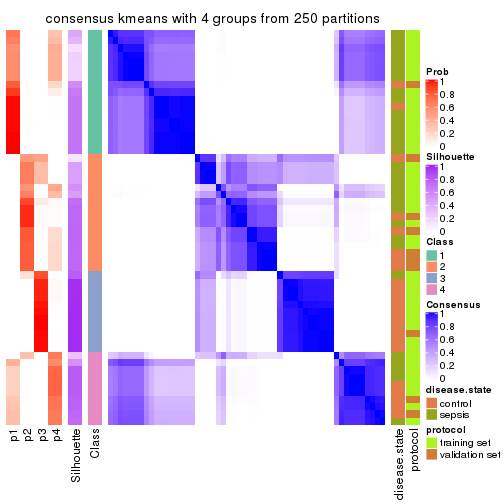 consensus kmeans with 4 groups from 250 partitions
Prob
1
0.8
0.6
0.4
0.2
0
Silhouette
1
0.8
0.6
0.4
0.2
0
Class
1
2
3
4
Consensus
1
0.8
0.6
0.4
0.2
0
disease.state
control
sepsis
protocol
training set
validation set
p1
p2
p3
p4
Silhouette
Class
disease.state
protocol